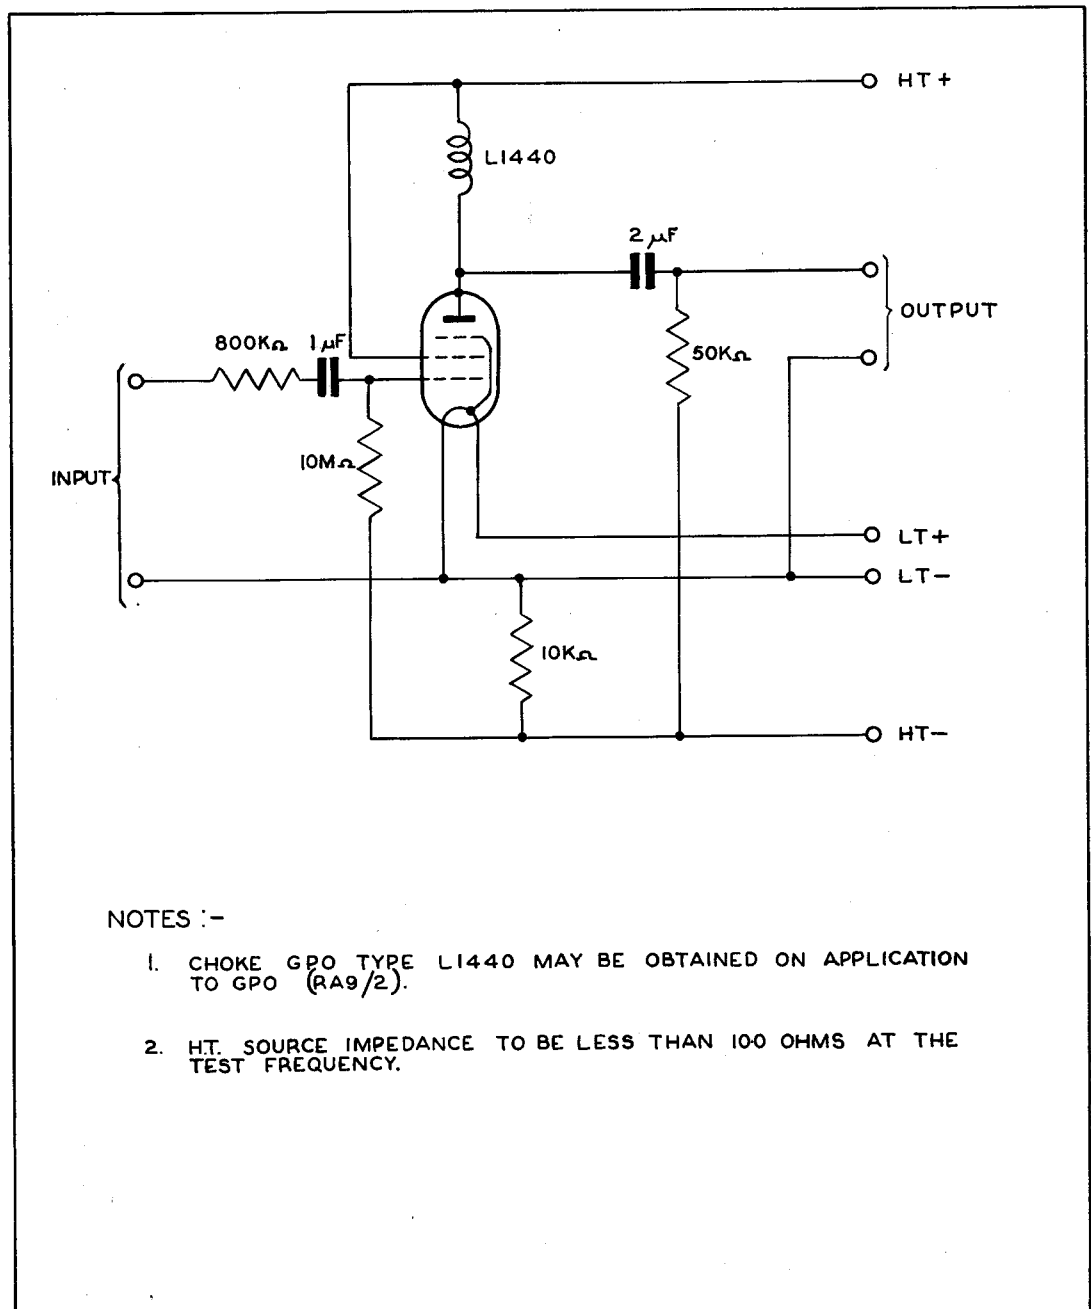 HT+
L1440
2 µF
OUTPUT
800KΩ 1µF
50KΩ
10MΩ
INPUT
LT+
LT-
10KΩ
HT-
NOTES :-
1. CHOKE GPO TYPE L1440 MAY BE OBTAINED ON APPLICATION
TO GPO (RA9/2).
2. H.T. SOURCE IMPEDANCE TO BE LESS THAN 10·0 OHMS AT THE
TEST FREQUENCY.